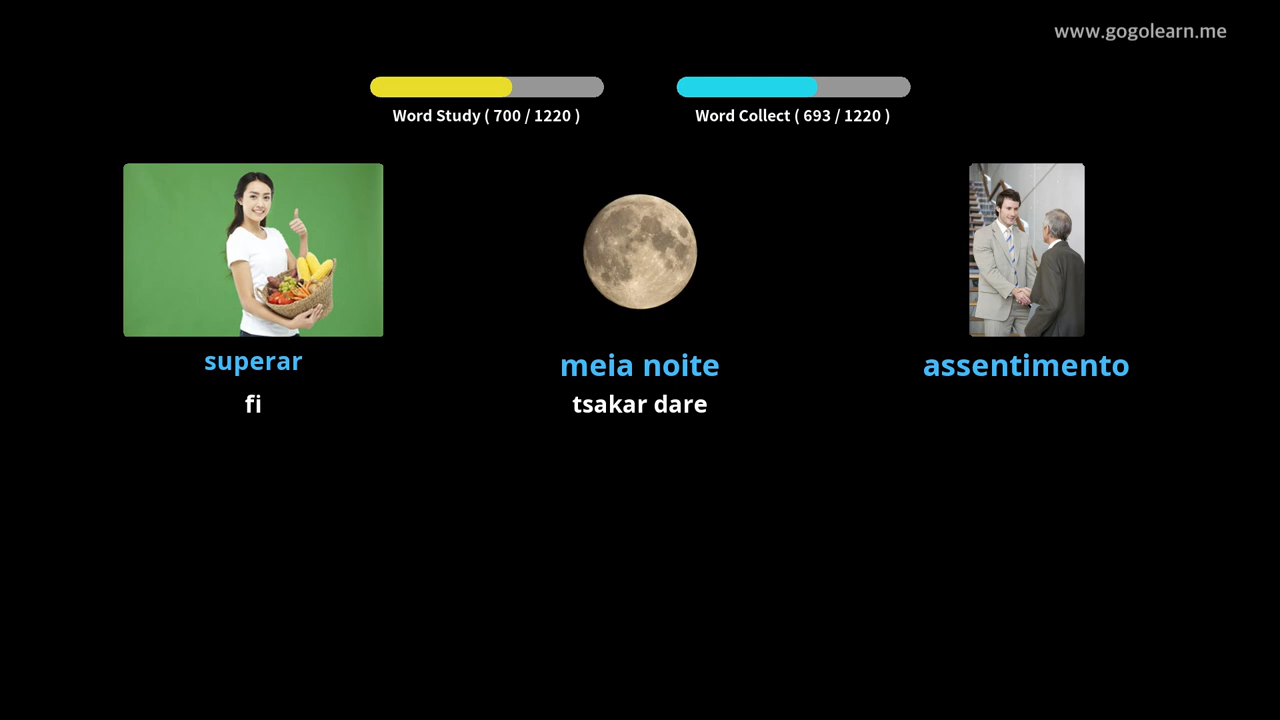 www.gogolearn.me
Word Study ( 700 / 1220 )
Word Collect ( 693 / 1220 )
superar
fi
meia noite
tsakar dare
assentimento